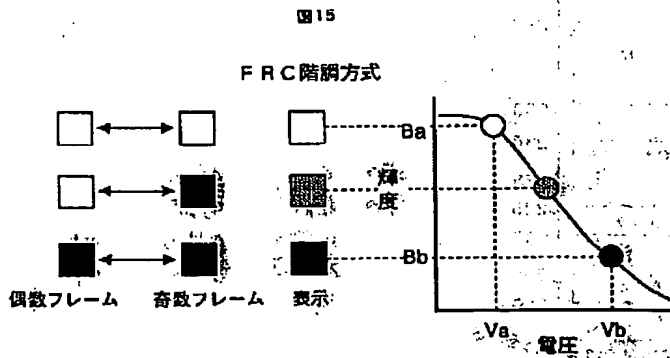 図15
FRC階調方式
Ba
輝度
Bb
偶数フレーム 奇数フレーム 表示
Va Vb
電圧